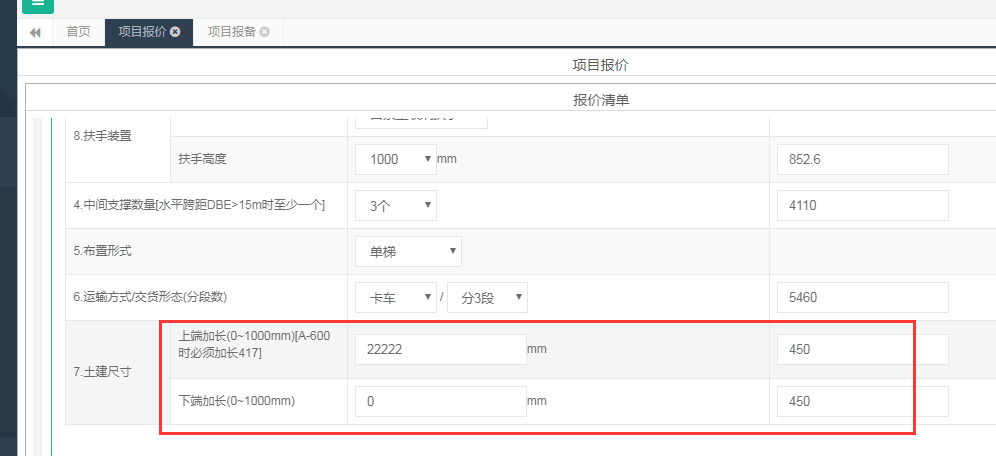 首页 项目报价 项目报备
项目报价
报价清单
8.扶手装置
扶手高度 1000 mm 852.6
4.中间支撑数量[水平跨距DBE>15m时至少一个] 3个 4110
5.布置形式 单梯
6.运输方式/交货形态(分段数) 卡车 / 分3段 5460
7.土建尺寸
上端加长(0~1000mm)[A-600
时必须加长417] 22222 mm 450
下端加长(0~1000mm) 0 mm 450